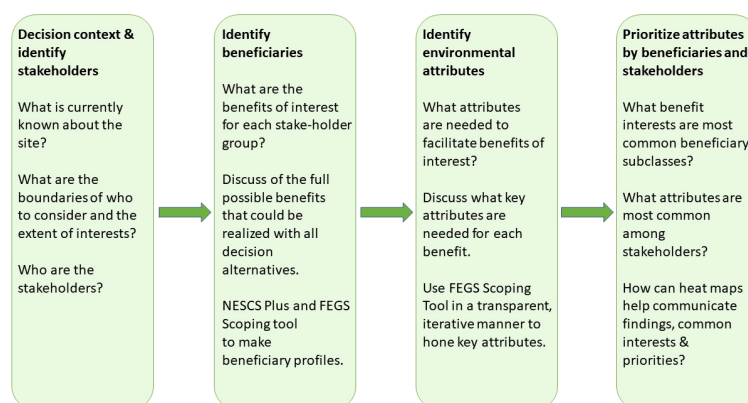 Decision context &
identify
stakeholders
What is currently
known about the
site?
What are the
boundaries of who
to consider and the
extent of interests?
Who are the
stakeholders?
Identify
beneficiaries
What are the
benefits of interest
for each stake-holder
group?
Discuss of the full
possible benefits
that could be
realized with all
decision
alternatives.
NESCS Plus and FEGS
Scoping tool
to make
beneficiary profiles.
Identify
environmental
attributes
What attributes
are needed to
facilitate benefits of
interest?
Discuss what key
attributes are
needed for each
benefit.
Use FEGS Scoping
Tool in a transparent,
iterative manner to
hone key attributes.
Prioritize attributes
by beneficiaries and
stakeholders
What benefit
interests are most
common beneficiary
subclasses?
What attributes are
most common
among
stakeholders?
How can heat maps
help communicate
findings, common
interests &
priorities?